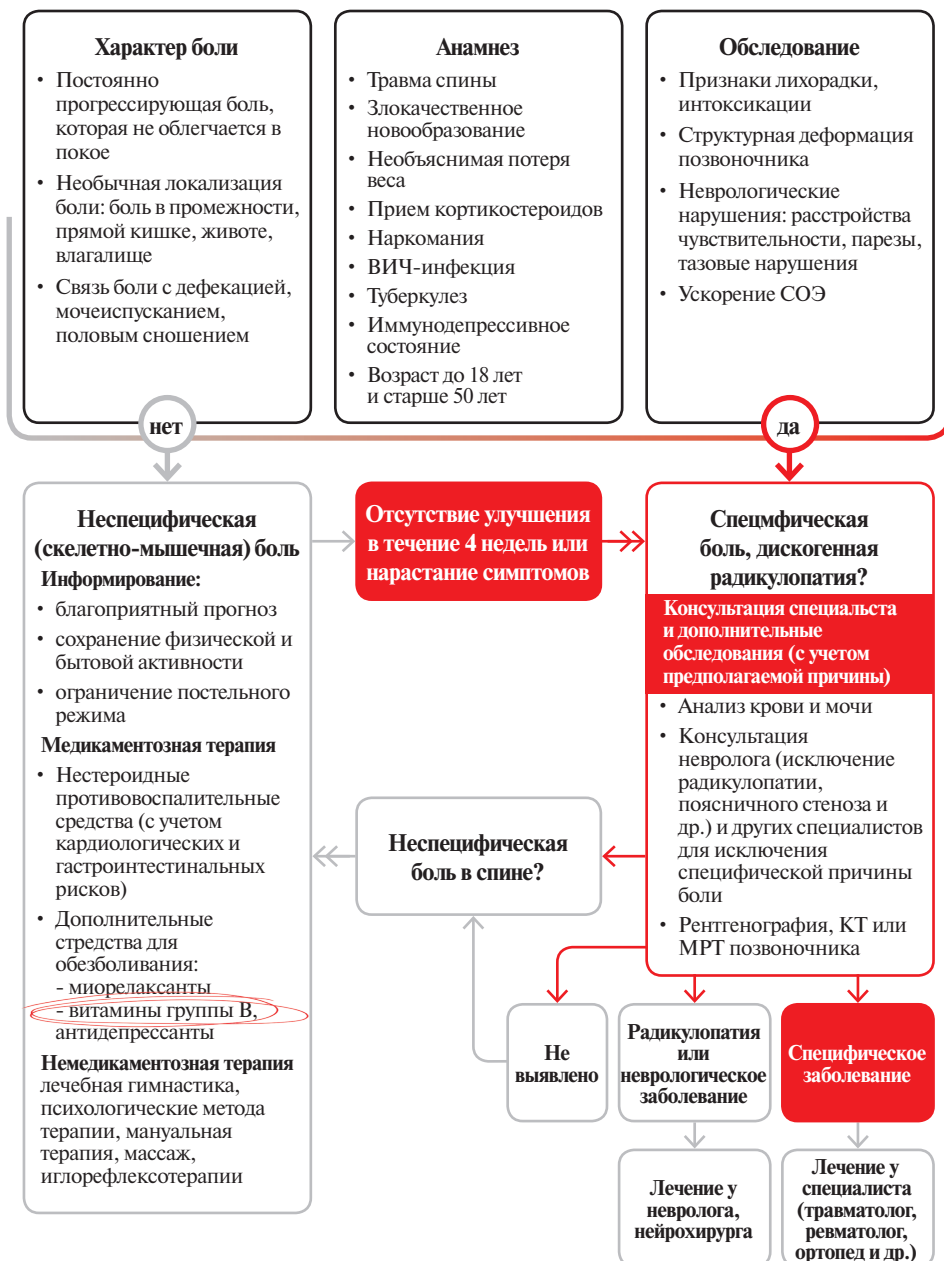 Характер боли
• Постоянно
прогрессирующая боль,
которая не облегчается в
покое
• Необычная локализация
боли: боль в промежности,
прямой кишке, животе,
влагалище
• Связь боли с дефекацией,
мочеиспусканием,
половым сношением
Анамнез
• Травма спины
• Злокачественное
новообразование
• Необъяснимая потеря
веса
• Прием кортикостероидов
• Наркомания
• ВИЧ-инфекция
• Туберкулез
• Иммунодепрессивное
состояние
• Возраст до 18 лет
и старше 50 лет
Обследование
• Признаки лихорадки,
интоксикации
• Структурная деформация
позвоночника
• Неврологические
нарушения: расстройства
чувствительности, парезы,
тазовые нарушения
• Ускорение СОЭ
нет
да
Неспецифическая
(скелетно-мышечная) боль
Информирование:
• благоприятный прогноз
• сохранение физической и
бытовой активности
• ограничение постельного
режима
Медикаментозная терапия
• Нестероидные
противовоспалительные
средства (с учетом
кардиологических и
гастроинтестинальных
рисков)
• Дополнительные
стредства для
обезболивания:
- миорелаксанты
- витамины группы В,
антидепрессанты
Немедикаментозная терапия
лечебная гимнастика,
психологические метода
терапии, мануальная
терапия, массаж,
иглорефлексотерапии
Отсутствие улучшения
в течение 4 недель или
нарастание симптомов
Спецмфическая
боль, дискогенная
радикулопатия?
Консультация специальста
и дополнительные
обследования (с учетом
предполагаемой причины)
• Анализ крови и мочи
• Консультация
невролога (исключение
радикулопатии,
поясничного стеноза и
др.) и других специалистов
для исключения
специфической причины
боли
• Рентгенография, КТ или
МРТ позвоночника
Неспецифическая
боль в спине?
Не
выявлено
Радикулопатия
или
неврологическое
заболевание
Специфическое
заболевание
Лечение у
невролога,
нейрохирурга
Лечение у
специалиста
(травматолог,
ревматолог,
ортопед и др.)